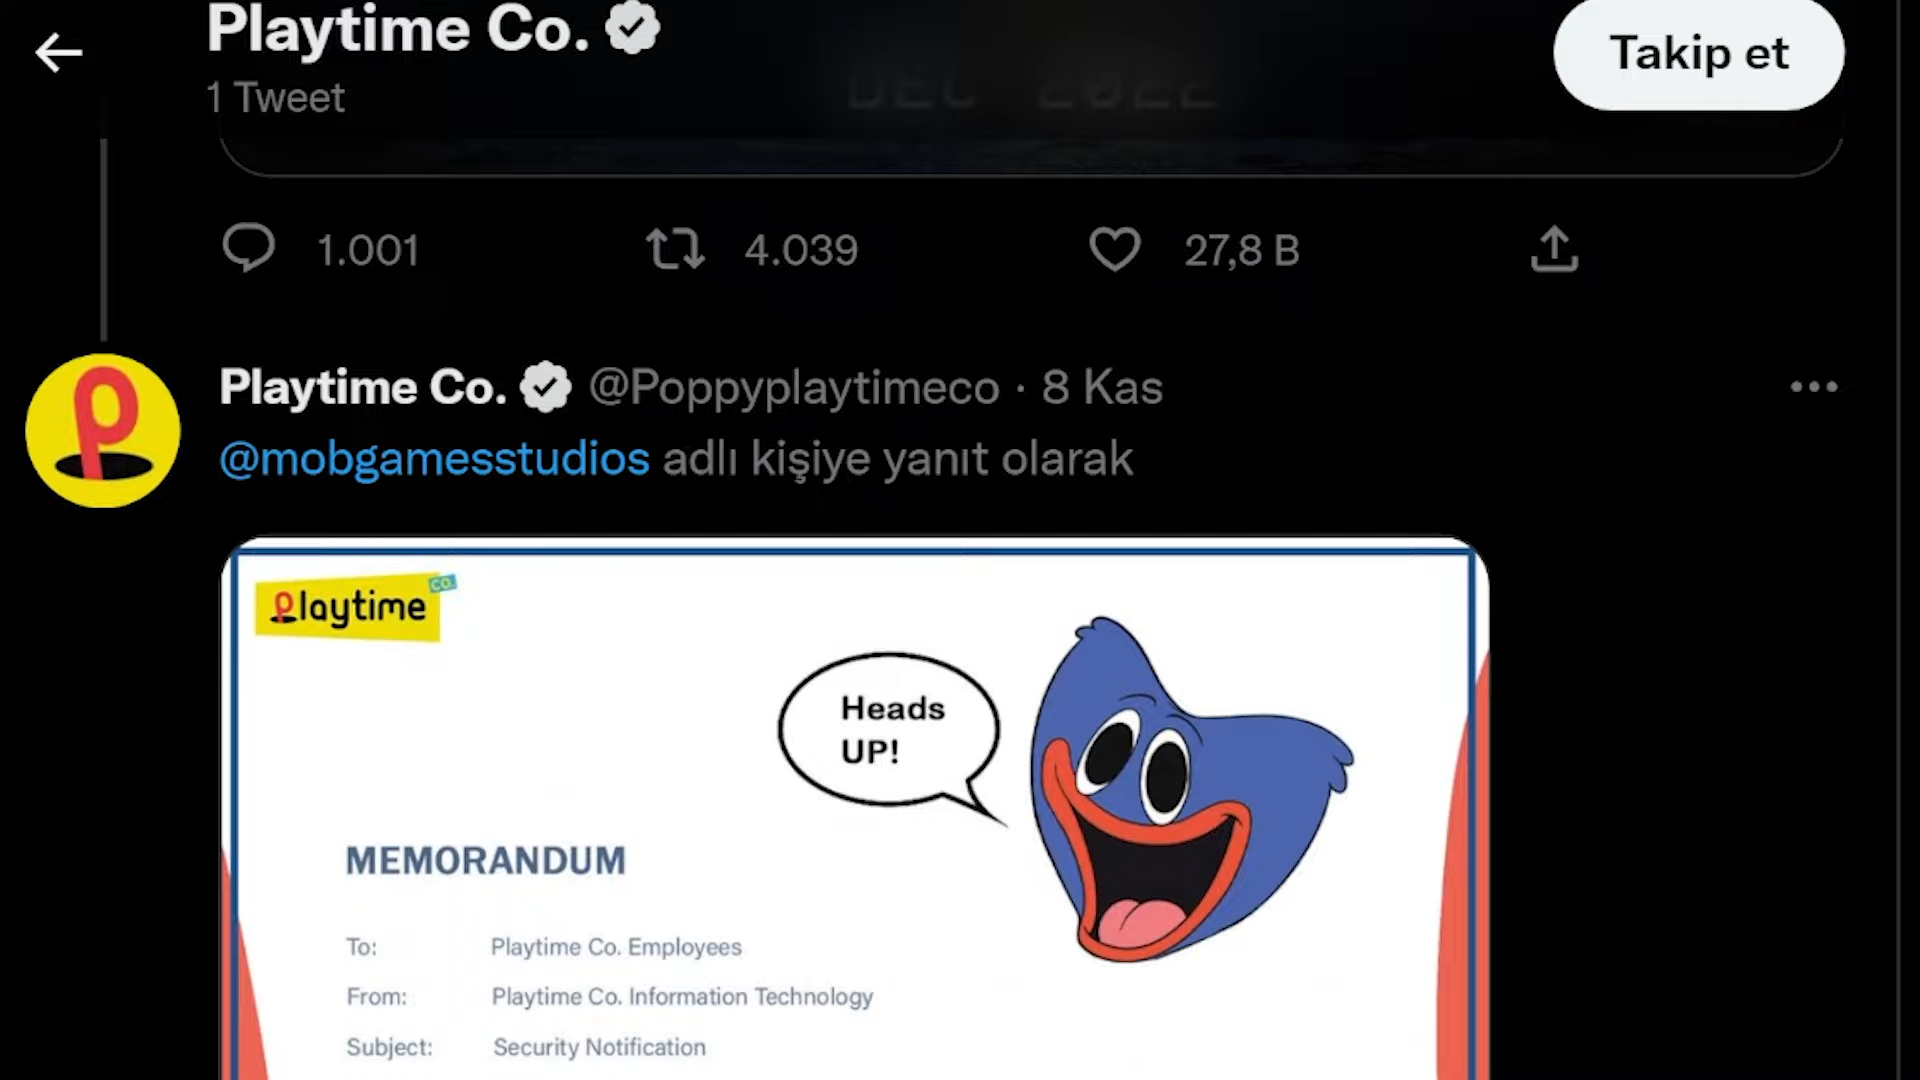 Playtime Co.
1 Tweet
Takip et
DEC 2022
1.001
4.039
27,8 B
Playtime Co. @Poppyplaytimeco · 8 Kas
@mobgamesstudios adlı kişiye yanıt olarak
Playtime CO.
Heads
UP!
MEMORANDUM
To: Playtime Co. Employees
From: Playtime Co. Information Technology
Subject: Security Notification